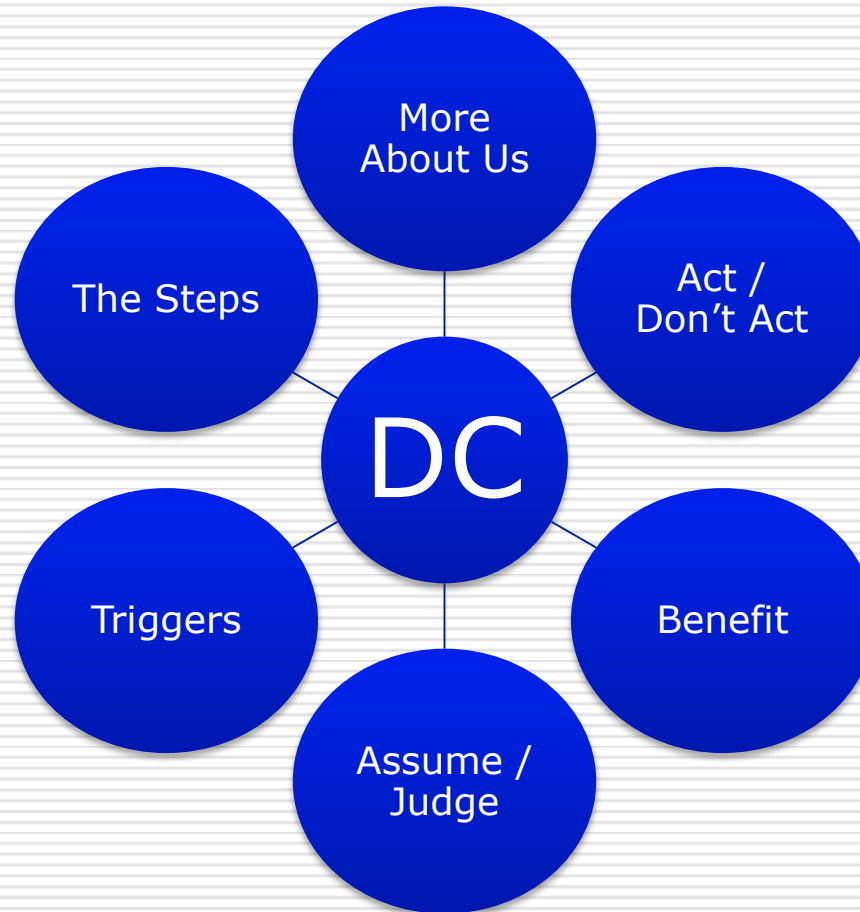 More
About Us
The Steps
Act /
Don’t Act
DC
Triggers
Benefit
Assume /
Judge